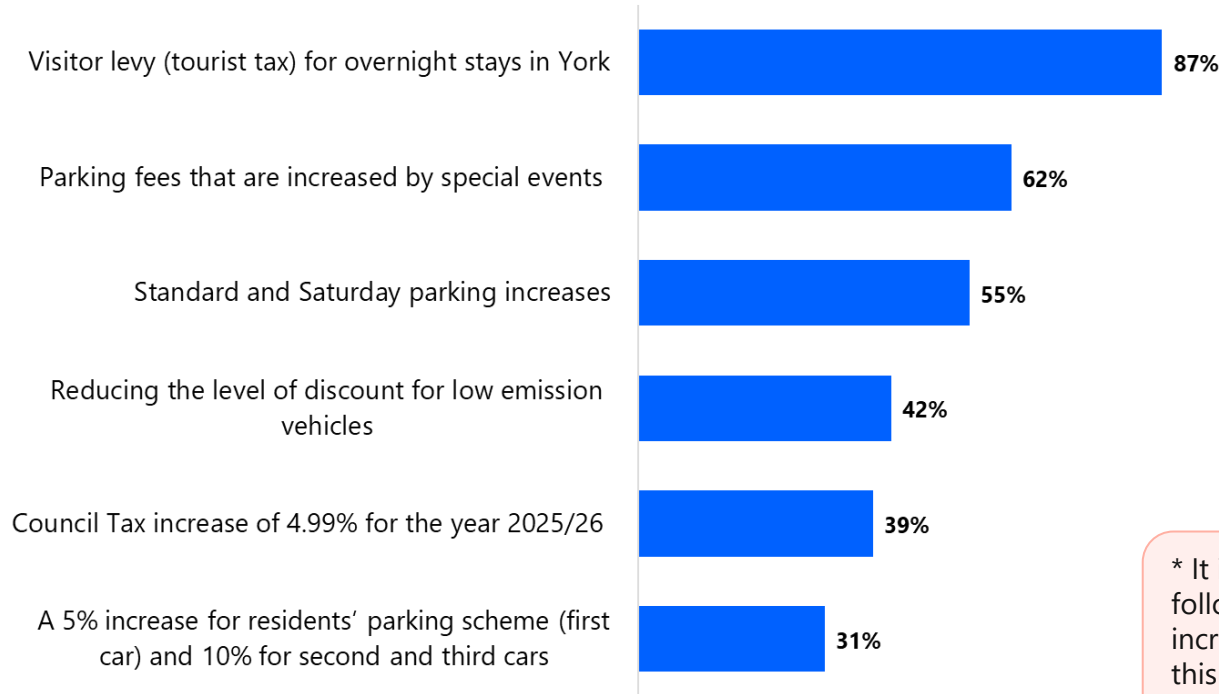 Visitor levy (tourist tax) for overnight stays in York
87%
Parking fees that are increased by special events
62%
Standard and Saturday parking increases
55%
Reducing the level of discount for low emission
vehicles
42%
Council Tax increase of 4.99% for the year 2025/26
39%
A 5% increase for residents’ parking scheme (first
car) and 10% for second and third cars
31%
* It
follo
incr
this